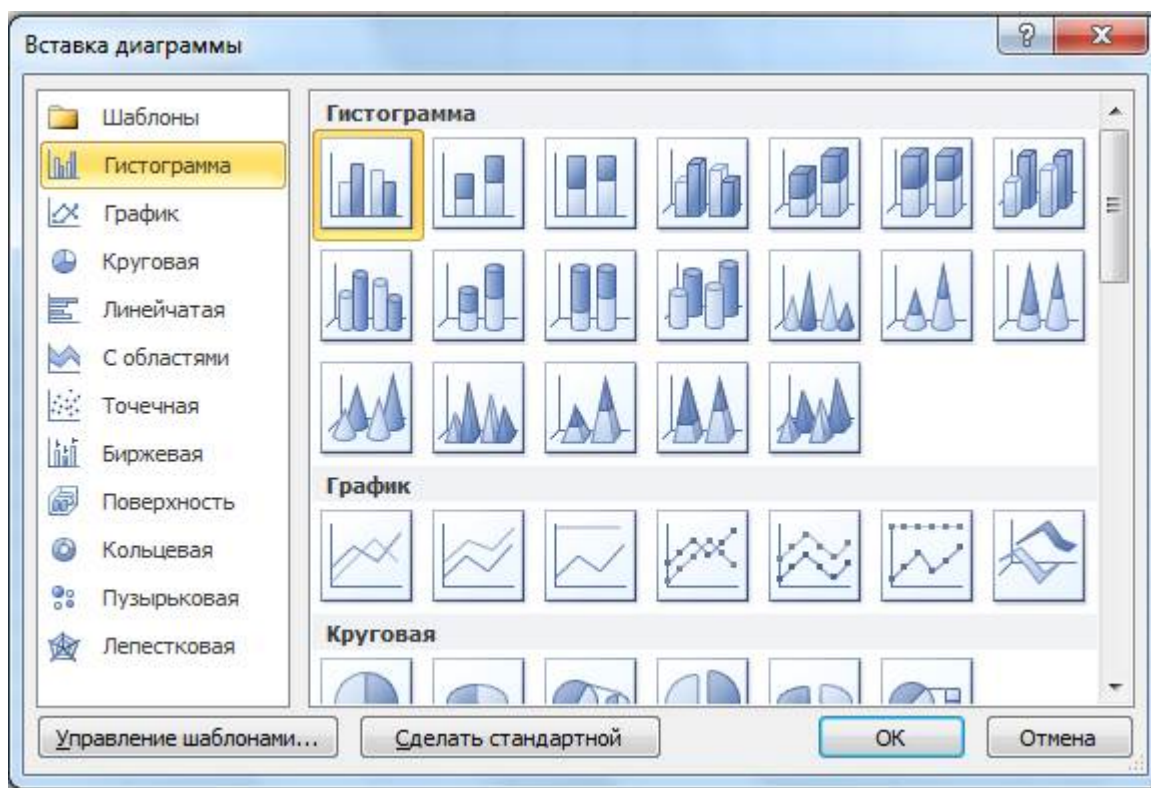 Вставка диаграммы
Шаблоны
Гистограмма
График
Круговая
Линейчатая
С областями
Точечная
Биржевая
Поверхность
Кольцевая
Пузырьковая
Лепестковая
Гистограмма
График
Круговая
Управление шаблонами...
Сделать стандартной
ОК
Отмена